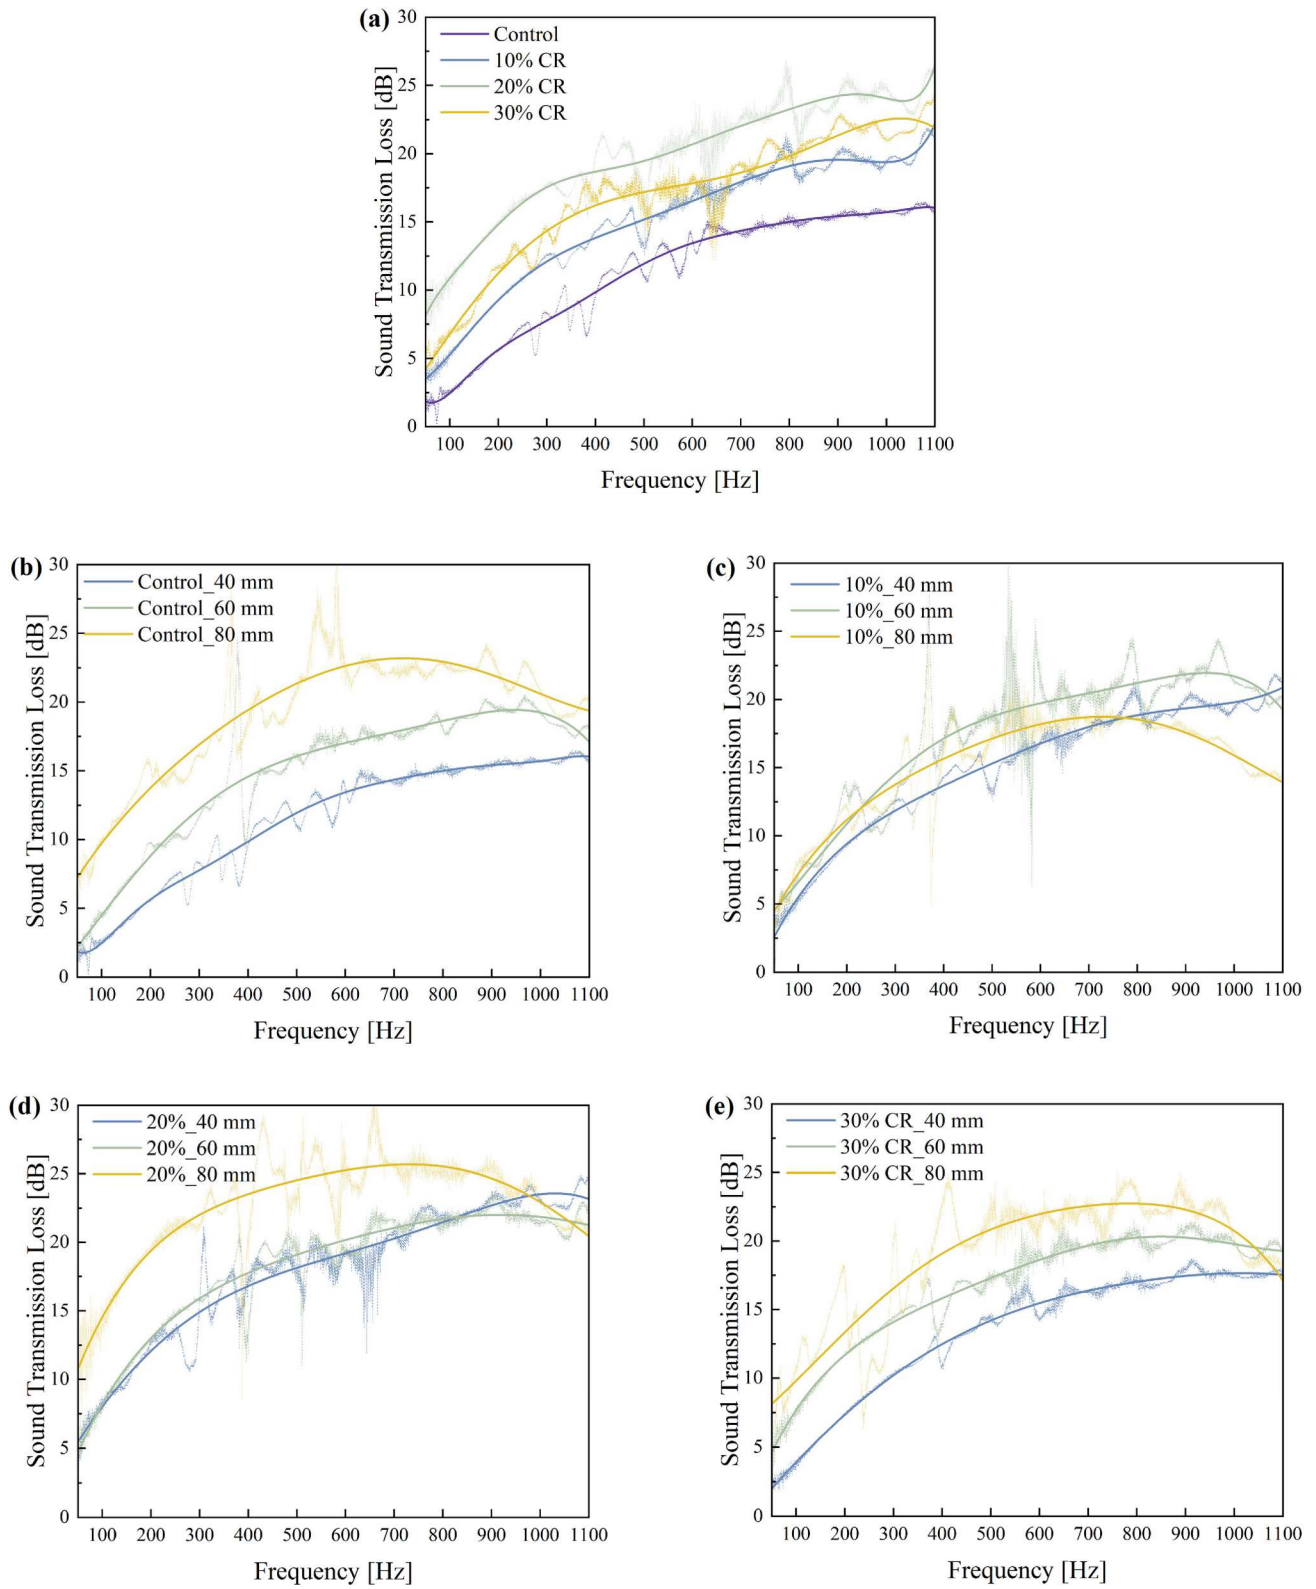 (a)
30
25
20
15
10
5
0
Sound Transmission Loss [dB]
Control
10% CR
20% CR
30% CR
100 200 300 400 500 600 700 800 900 1000 1100
Frequency [Hz]
(b)
30
25
20
15
10
5
0
Sound Transmission Loss [dB]
Control_40 mm
Control_60 mm
Control_80 mm
100 200 300 400 500 600 700 800 900 1000 1100
Frequency [Hz]
(c)
30
25
20
15
10
5
0
Sound Transmission Loss [dB]
10%_40 mm
10%_60 mm
10%_80 mm
100 200 300 400 500 600 700 800 900 1000 1100
Frequency [Hz]
(d)
30
25
20
15
10
5
0
Sound Transmission Loss [dB]
20%_40 mm
20%_60 mm
20%_80 mm
100 200 300 400 500 600 700 800 900 1000 1100
Frequency [Hz]
(e)
30
25
20
15
10
5
0
Sound Transmission Loss [dB]
30% CR_40 mm
30% CR_60 mm
30% CR_80 mm
100 200 300 400 500 600 700 800 900 1000 1100
Frequency [Hz]